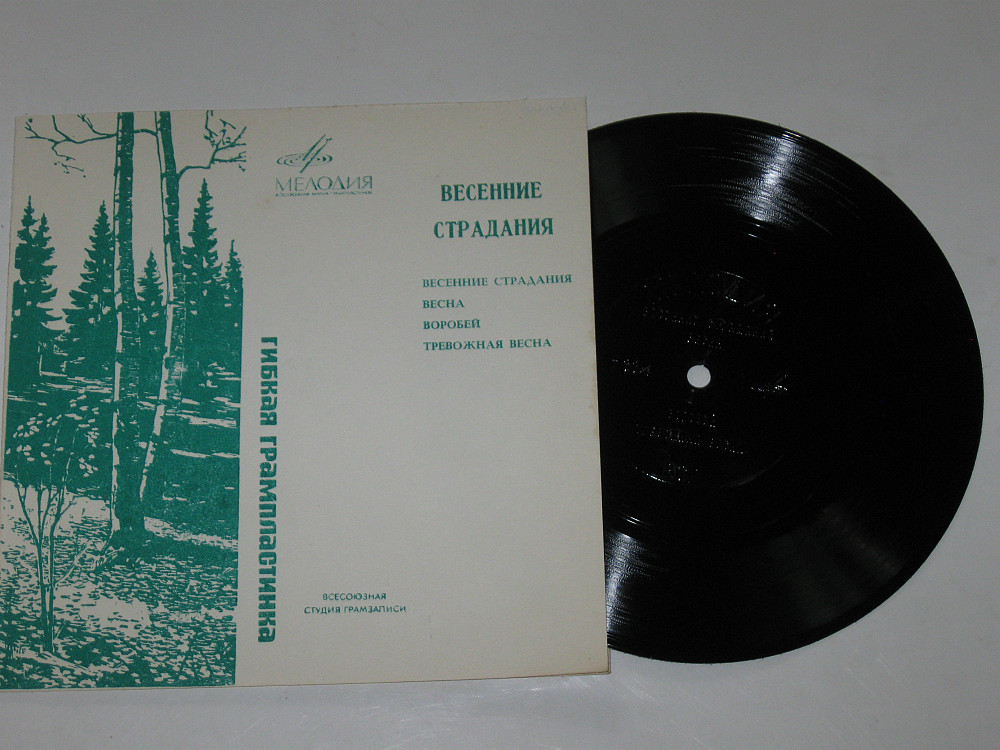 МЕЛОДИЯ
ВЕСЕННИЕ
СТРАДАНИЯ
ВЕСЕННИЕ СТРАДАНИЯ
ВЕСНА
ВОРОБЕЙ
ТРЕВОЖНАЯ ВЕСНА
ГИБКАЯ ГРАМПЛАСТИНКА
ВСЕСОЮЗНАЯ
СТУДИЯ ГРАМЗАПИСИ